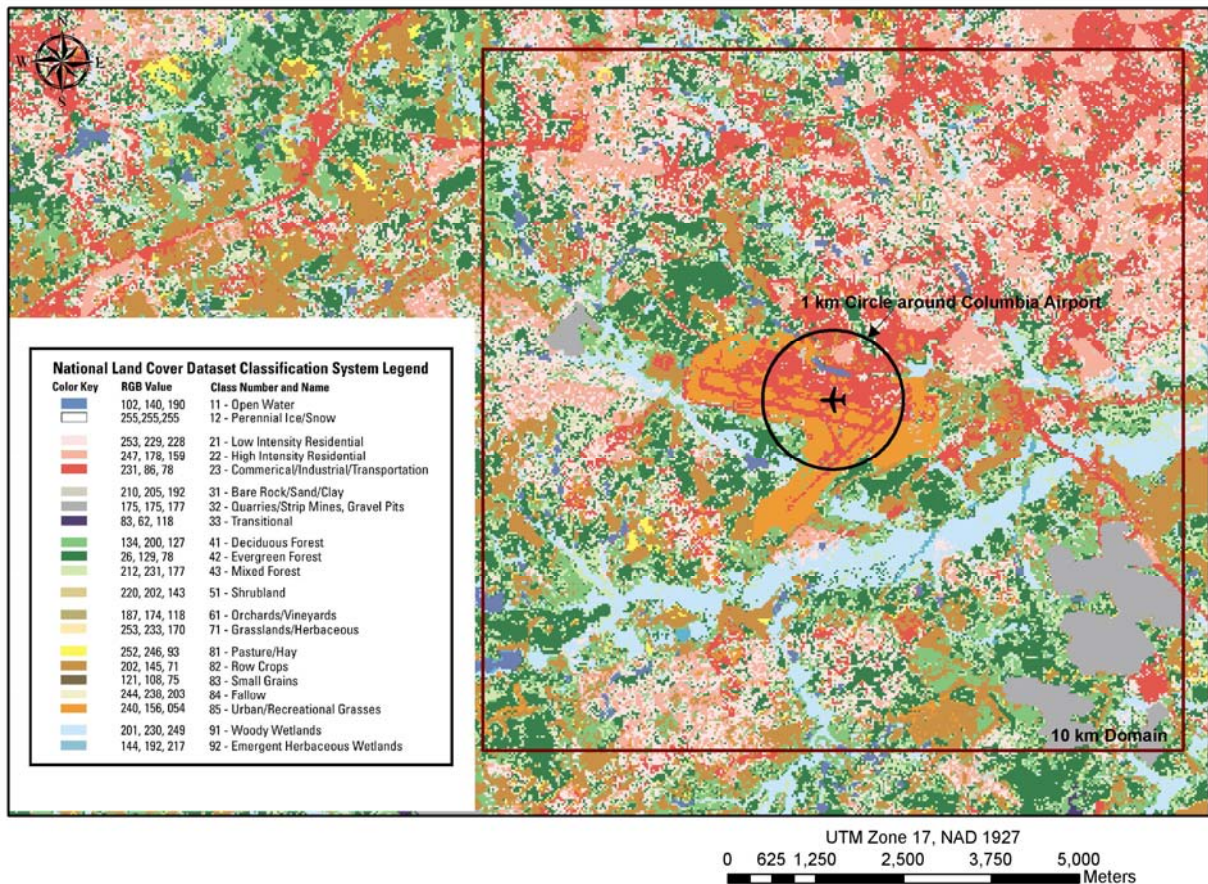 N
W E
S
1 km Circle around Columbia Airport
National Land Cover Dataset Classification System Legend
Color Key RGB Value Class Number and Name
102, 140, 190 11 - Open Water
255,255,255 12 - Perennial Ice/Snow
253, 229, 228 21 - Low Intensity Residential
247, 178, 159 22 - High Intensity Residential
231, 86, 78 23 - Commerical/Industrial/Transportation
210, 205, 192 31 - Bare Rock/Sand/Clay
175, 175, 177 32 - Quarries/Strip Mines, Gravel Pits
83, 62, 118 33 - Transitional
134, 200, 127 41 - Deciduous Forest
26, 129, 78 42 - Evergreen Forest
212, 231, 177 43 - Mixed Forest
220, 202, 143 51 - Shrubland
187, 174, 118 61 - Orchards/Vineyards
253, 233, 170 71 - Grasslands/Herbaceous
252, 246, 93 81 - Pasture/Hay
202, 145, 71 82 - Row Crops
121, 108, 75 83 - Small Grains
244, 238, 203 84 - Fallow
240, 156, 054 85 - Urban/Recreational Grasses
201, 230, 249 91 - Woody Wetlands
144, 192, 217 92 - Emergent Herbaceous Wetlands
10 km Domain
UTM Zone 17, NAD 1927
0 625 1,250 2,500 3,750 5,000
Meters